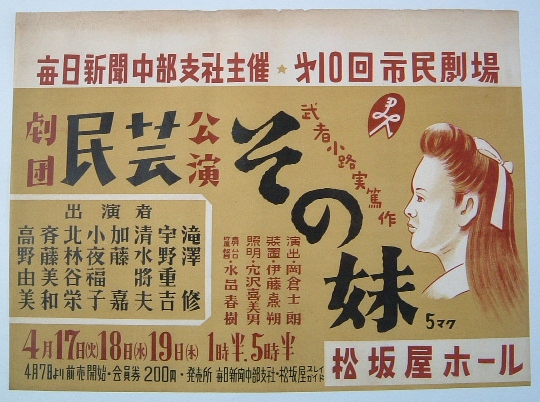 毎日新聞中部支社主催 ★ 才10回 市民劇場
劇団 民芸 公演
その妹
武者小路実篤作
5マク
出演者
滝澤 修
宇野重吉
清水將夫
加藤 嘉
小夜福子
北林谷栄
斉藤美和
高野由美
演出・岡倉士朗
装置・伊藤熹朔
照明・穴沢喜美男
水品春樹
4月17日(火)18日(水)19日(木) 1時半.5時半
4月7日より前売開始・会員券 200円・発売所 毎日新聞中部支社・松坂屋プレイガイド
松坂屋ホール